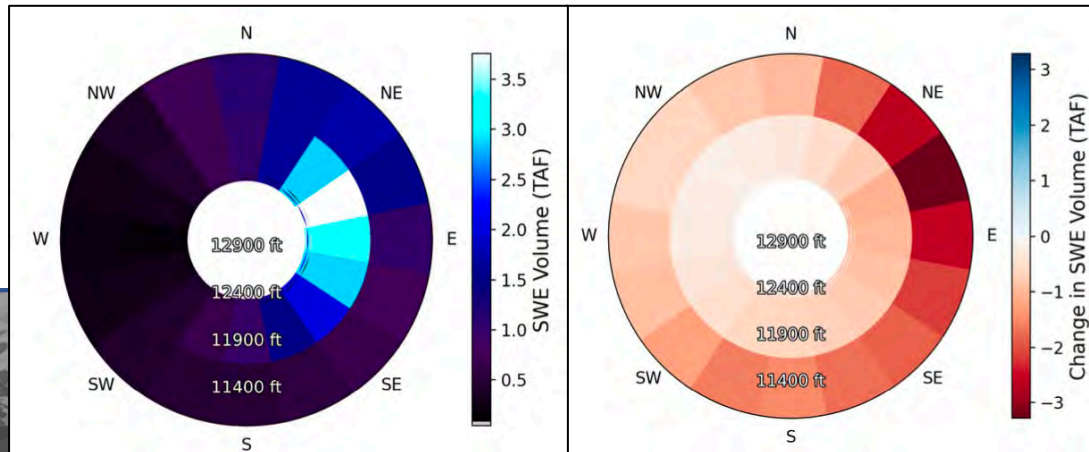 N
NW
NE
W
E
12900 ft
12400 ft
11900 ft
11400 ft
SW
SE
S
3.5
3.0
2.5
2.0
1.5
1.0
0.5
SWE Volume (TAF)
N
NW
NE
W
E
12900 ft
12400 ft
11900 ft
11400 ft
SW
SE
S
3
2
1
0
−1
−2
−3
Change in SWE Volume (TAF)